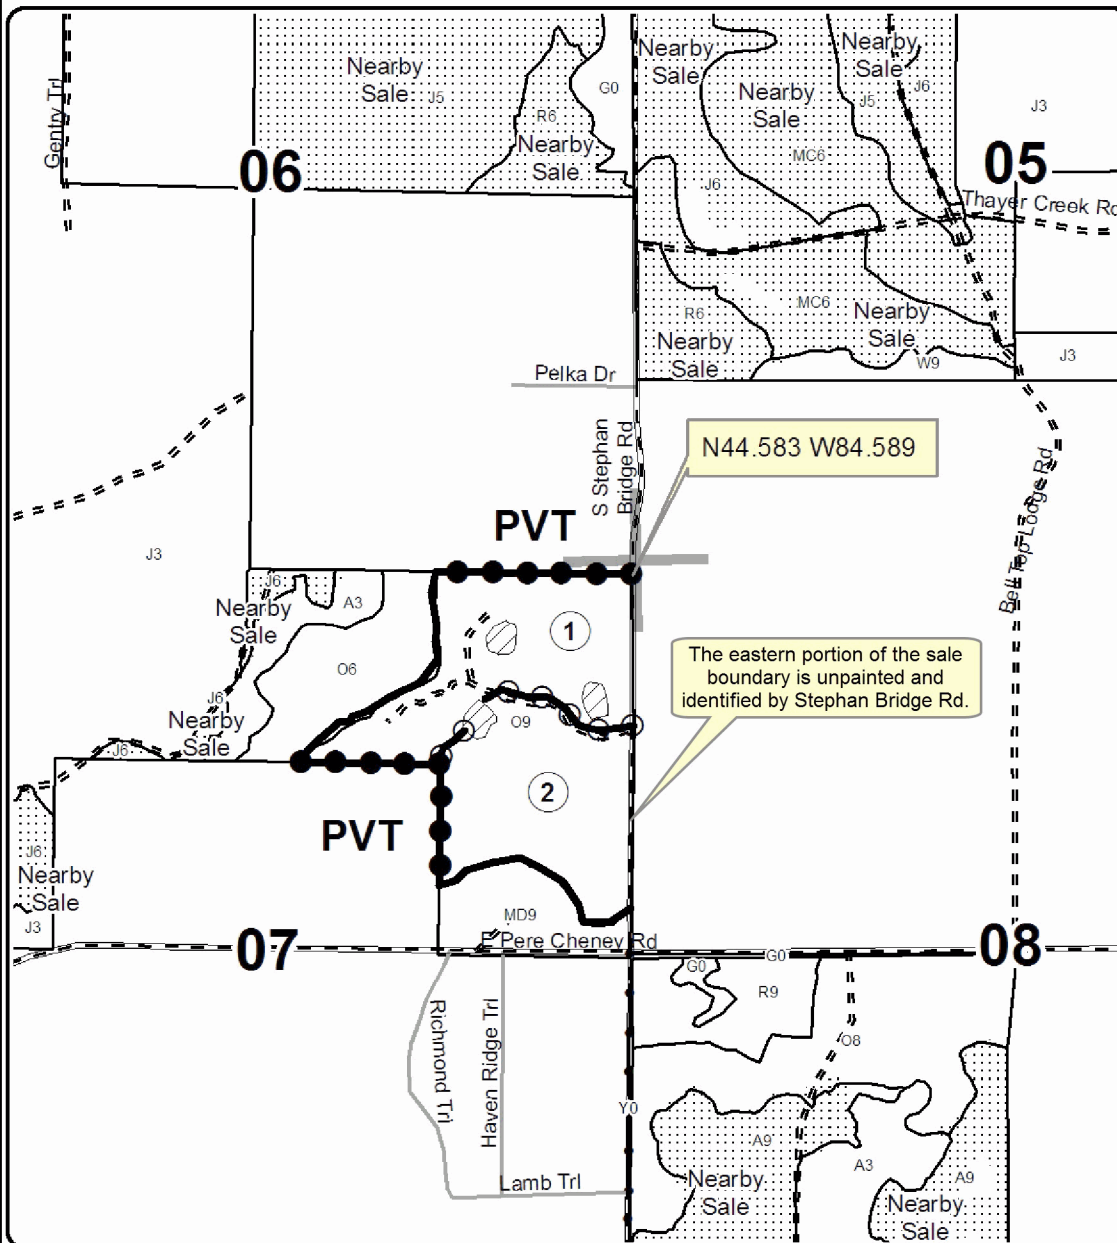 Nearby
Sale
J5
G0
R6
Nearby
Sale
Nearby
Sale
Nearby
Sale
MC6
J6
Nearby
Sale
J6
J5
J3
Gentry Trl
06
05
Thayer Creek Rd
R6
Nearby
Sale
MC6
Nearby
Sale
W9
J3
Pelka Dr
S Stephan
Bridge Rd
N44.583 W84.589
Bell Top Lodge Rd
PVT
J3
J6
Nearby
Sale
A3
O6
J6
Nearby
Sale
J6
1
The eastern portion of the sale
boundary is unpainted and
identified by Stephan Bridge Rd.
O9
2
PVT
J6
Nearby
Sale
J3
MD9
E Pere Cheney Rd
07
08
G0
G0
R9
O8
Richmond Trl
Haven Ridge Trl
Y0
Lamb Trl
A9
Nearby
Sale
A3
A9
Nearby
Sale